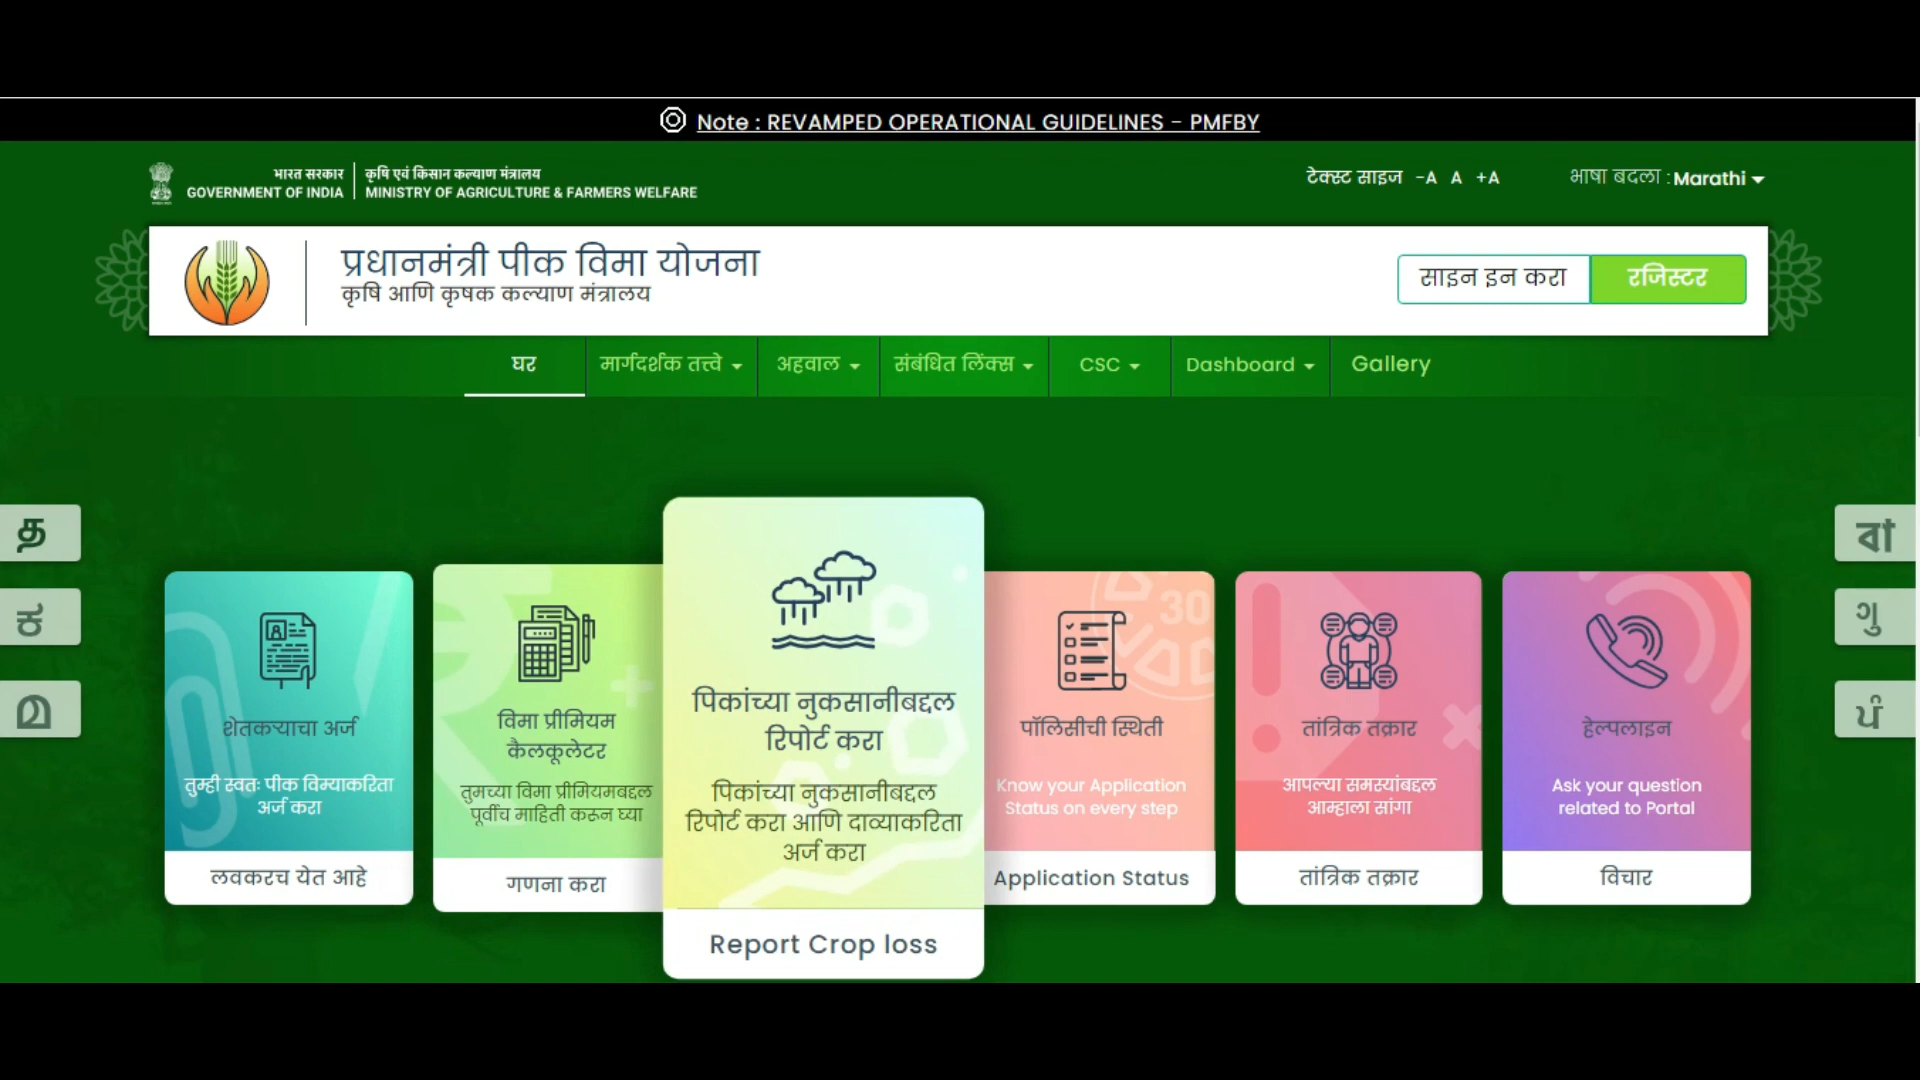 Note : REVAMPED OPERATIONAL GUIDELINES - PMFBY
भारत सरकार
GOVERNMENT OF INDIA
कृषि एवं किसान कल्याण मंत्रालय
MINISTRY OF AGRICULTURE & FARMERS WELFARE
टेक्स्ट साइज -A A +A
भाषा बदला : Marathi
प्रधानमंत्री पीक विमा योजना
कृषि आणि कृषक कल्याण मंत्रालय
साइन इन करा
रजिस्टर
घर
मार्गदर्शक तत्त्वे
अहवाल
संबंधित लिंक्स
CSC
Dashboard
Gallery
த
ಕ
മ
বা
ગુ
ਪੰ
शेतकऱ्याचा अर्ज
तुम्ही स्वतः पीक विम्याकरिता
अर्ज करा
लवकरच येत आहे
विमा प्रीमियम
कैलकूलेटर
तुमच्या विमा प्रीमियमबद्दल
पूर्वीच माहिती करून घ्या
गणना करा
पिकांच्या नुकसानीबद्दल
रिपोर्ट करा
पिकांच्या नुकसानीबद्दल
रिपोर्ट करा आणि दाव्याकरिता
अर्ज करा
Report Crop loss
30
पॉलिसीची स्थिती
Know your Application
Status on every step
Application Status
तांत्रिक तक्रार
आपल्या समस्यांबद्दल
आम्हाला सांगा
तांत्रिक तक्रार
हेल्पलाइन
Ask your question
related to Portal
विचार